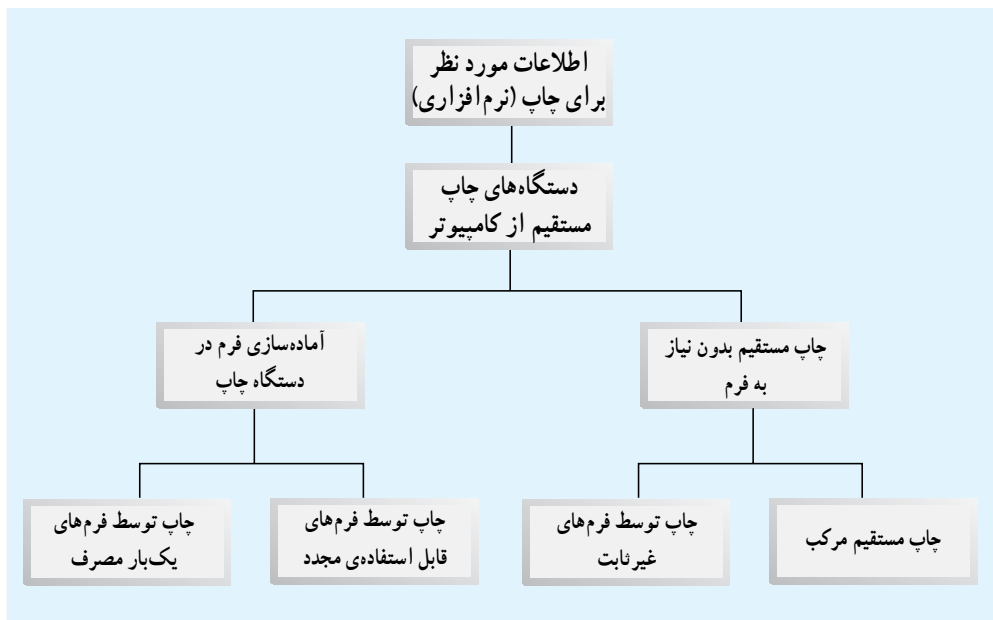 اطلاعات مورد نظر
برای چاپ (نرم‌افزاری)
دستگاه‌های چاپ
مستقیم از کامپیوتر
چاپ مستقیم بدون نیاز
به فرم
آماده‌سازی فرم در
دستگاه چاپ
چاپ مستقیم مرکب
چاپ توسط فرم‌های
غیرثابت
چاپ توسط فرم‌های
قابل استفاده‌ی مجدد
چاپ توسط فرم‌های
یک‌بار مصرف